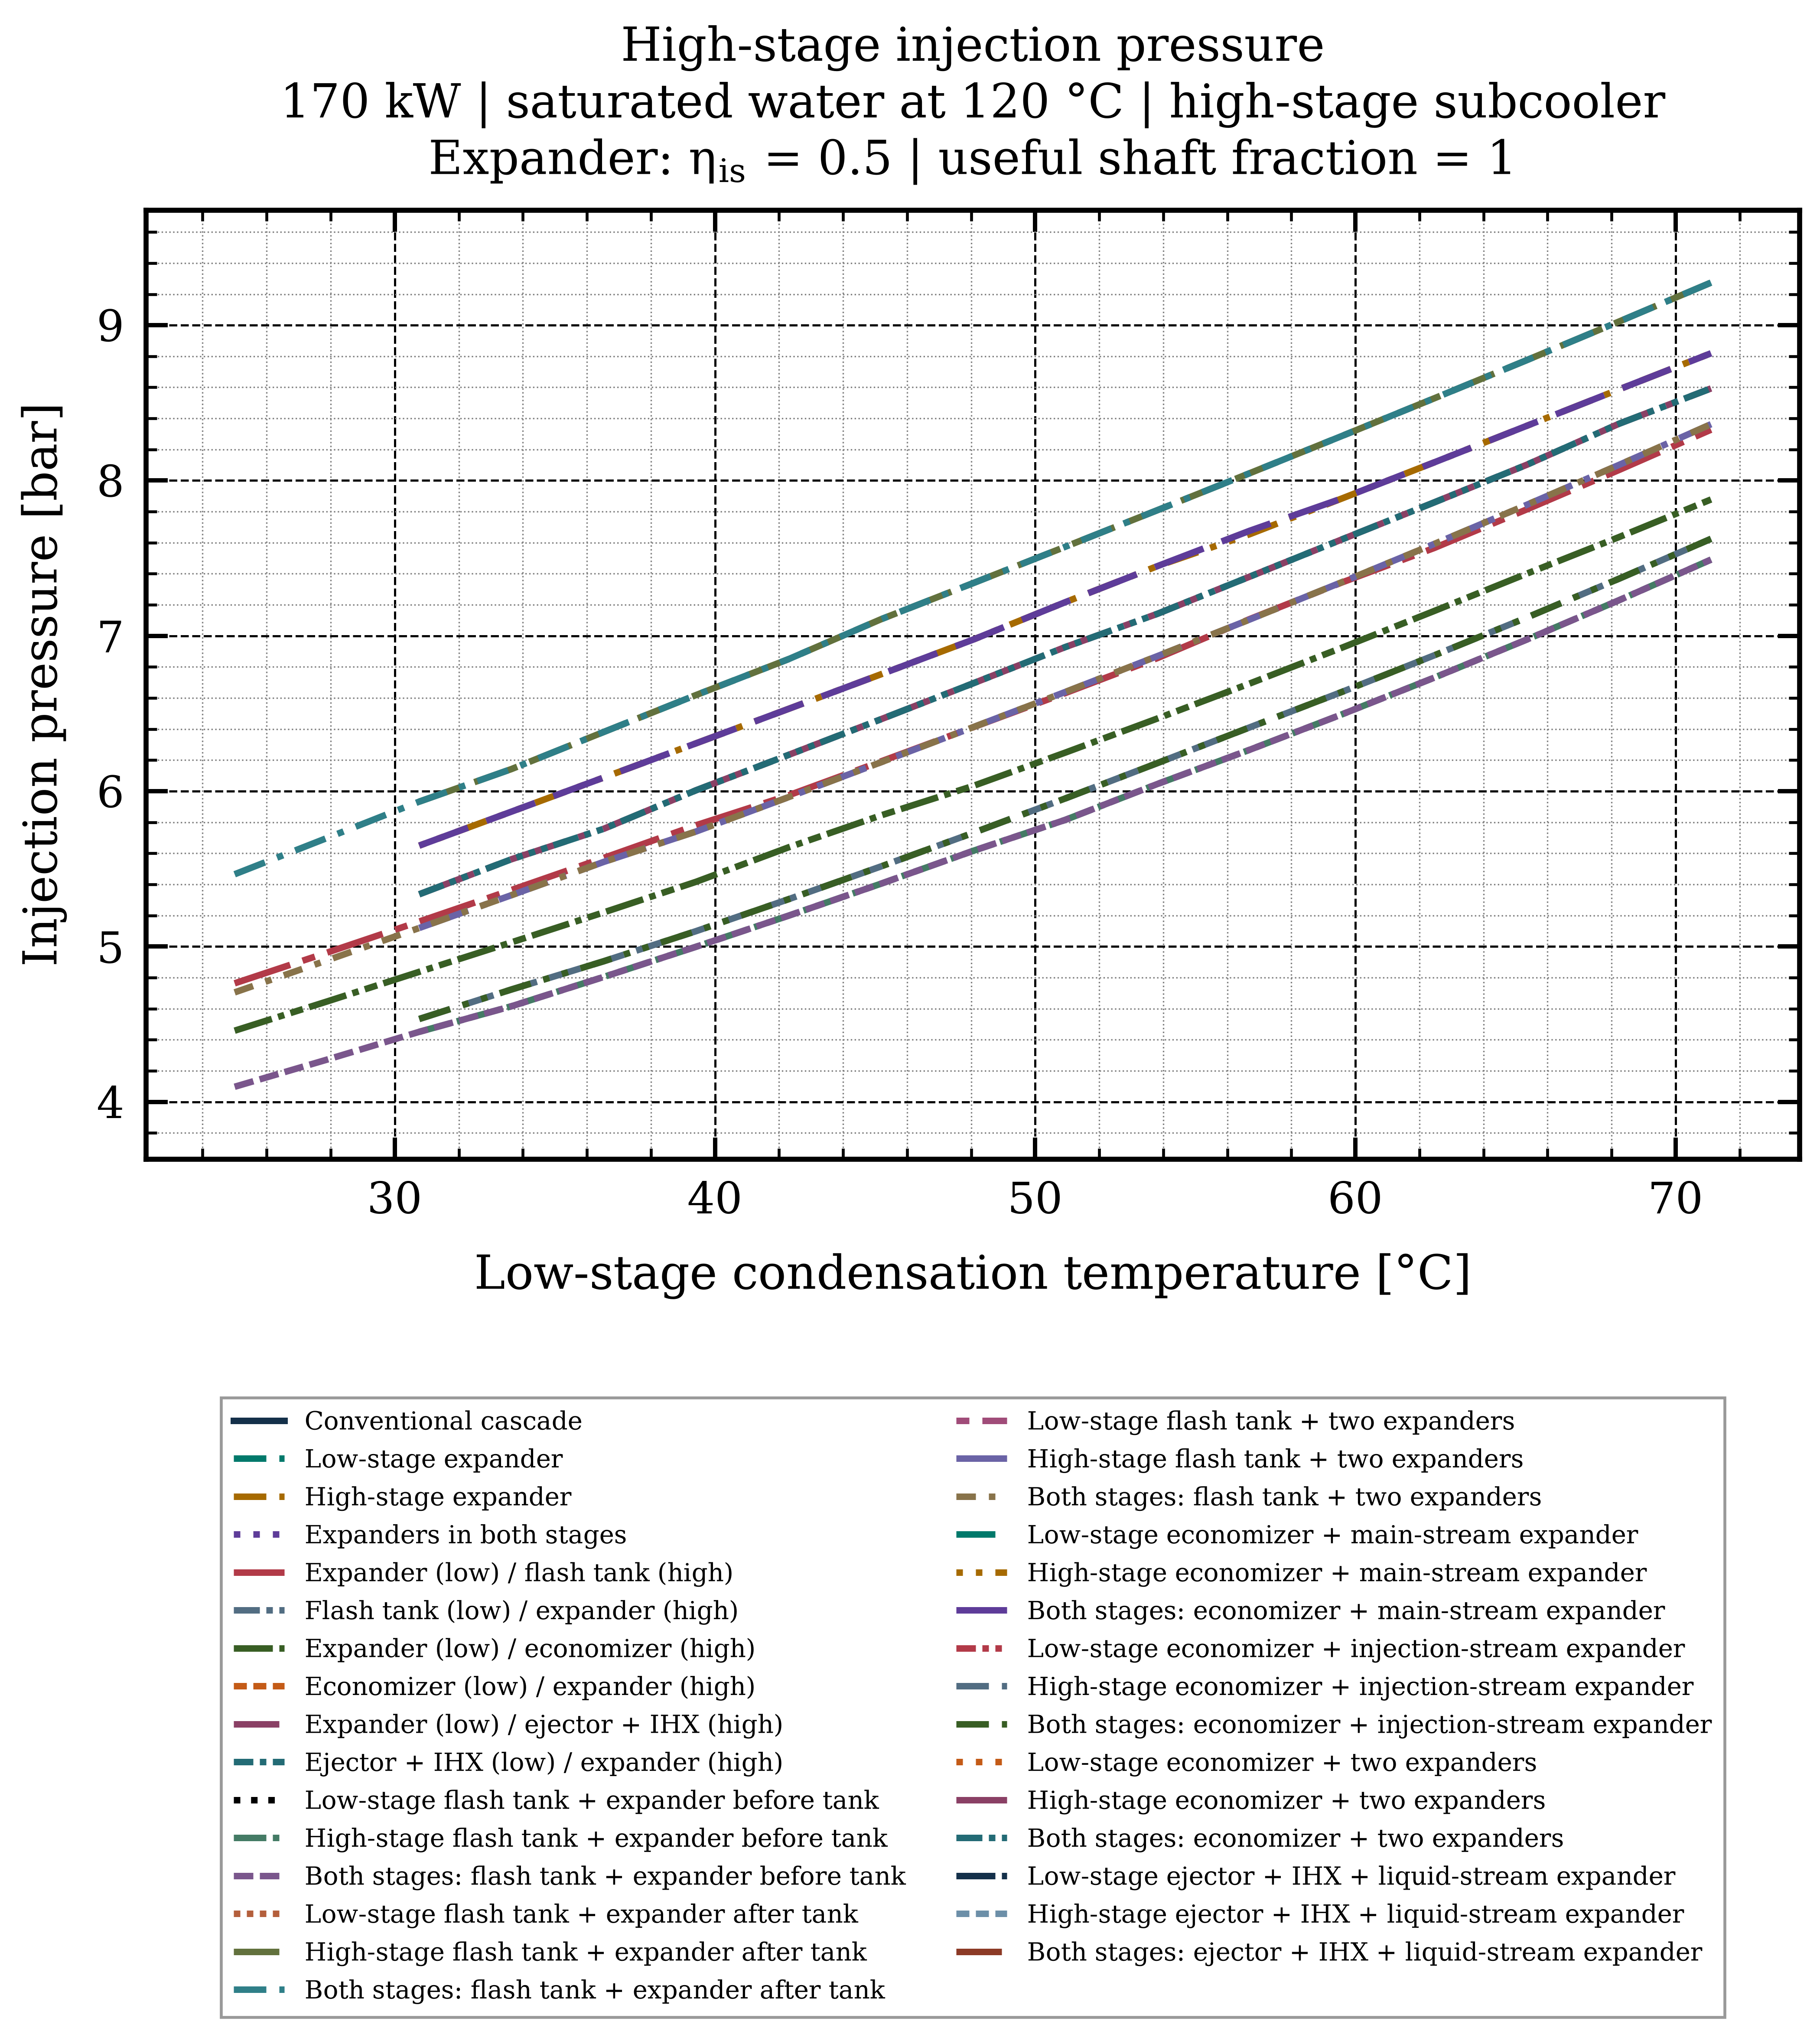 High-stage injection pressure
170 kW | saturated water at 120 °C | high-stage subcooler
Expander: ηis = 0.5 | useful shaft fraction = 1
Injection pressure [bar]
9
8
7
6
5
4
30 40 50 60 70
Low-stage condensation temperature [°C]
Conventional cascade
Low-stage expander
High-stage expander
Expanders in both stages
Expander (low) / flash tank (high)
Flash tank (low) / expander (high)
Expander (low) / economizer (high)
Economizer (low) / expander (high)
Expander (low) / ejector + IHX (high)
Ejector + IHX (low) / expander (high)
Low-stage flash tank + expander before tank
High-stage flash tank + expander before tank
Both stages: flash tank + expander before tank
Low-stage flash tank + expander after tank
High-stage flash tank + expander after tank
Both stages: flash tank + expander after tank
Low-stage flash tank + two expanders
High-stage flash tank + two expanders
Both stages: flash tank + two expanders
Low-stage economizer + main-stream expander
High-stage economizer + main-stream expander
Both stages: economizer + main-stream expander
Low-stage economizer + injection-stream expander
High-stage economizer + injection-stream expander
Both stages: economizer + injection-stream expander
Low-stage economizer + two expanders
High-stage economizer + two expanders
Both stages: economizer + two expanders
Low-stage ejector + IHX + liquid-stream expander
High-stage ejector + IHX + liquid-stream expander
Both stages: ejector + IHX + liquid-stream expander